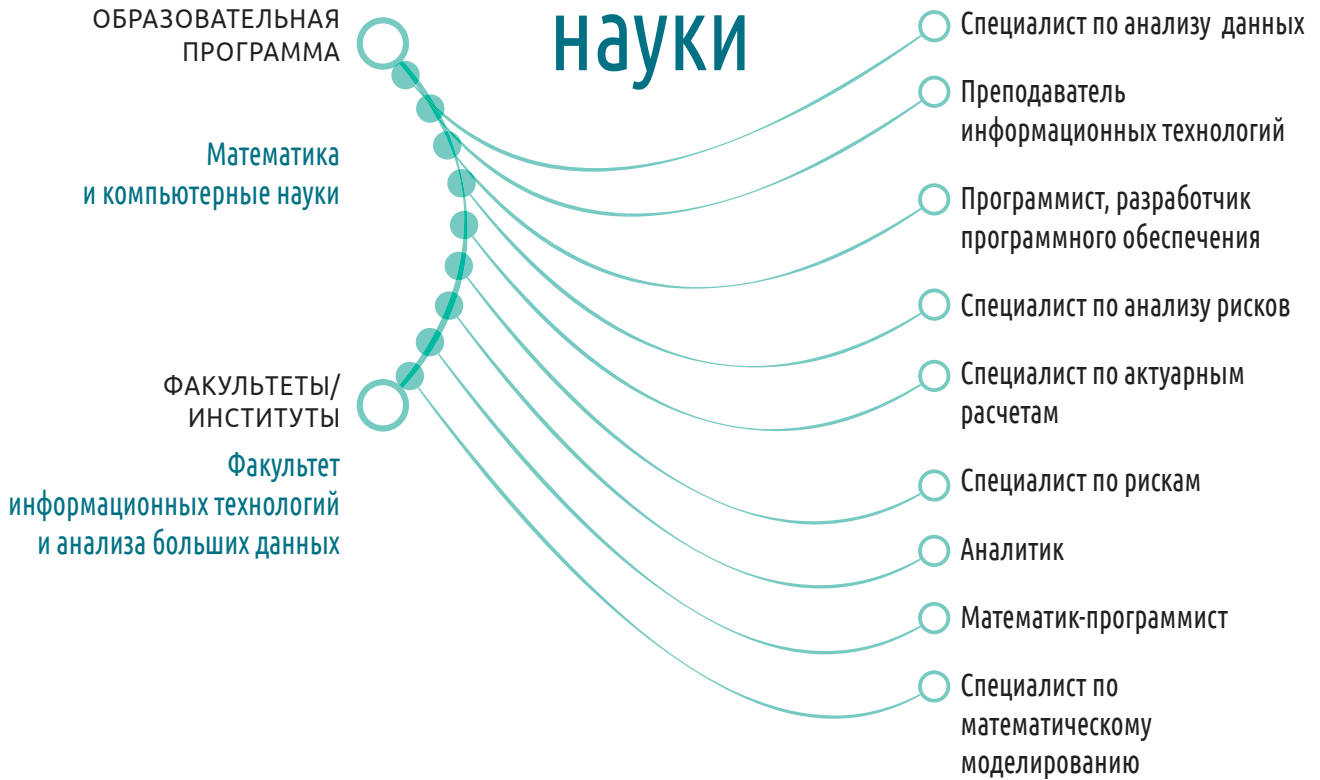 науки
ОБРАЗОВАТЕЛЬНАЯ
ПРОГРАММА
Математика
и компьютерные науки
ФАКУЛЬТЕТЫ/
ИНСТИТУТЫ
Факультет
информационных технологий
и анализа больших данных
Специалист по анализу данных
Преподаватель
информационных технологий
Программист, разработчик
программного обеспечения
Специалист по анализу рисков
Специалист по актуарным
расчетам
Специалист по рискам
Аналитик
Математик-программист
Специалист по
математическому
моделированию